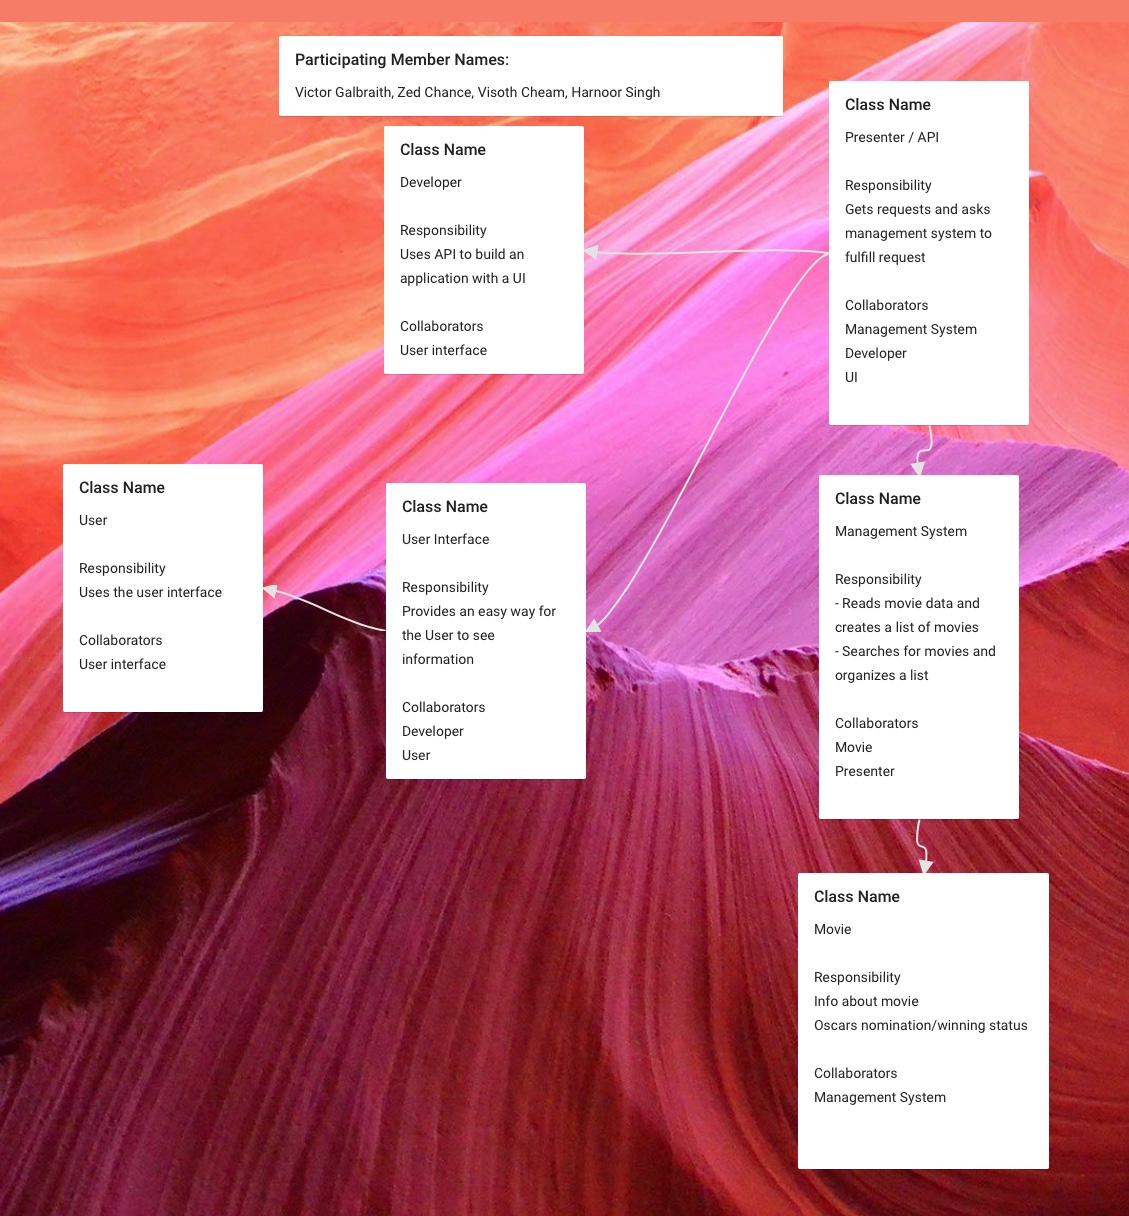 Participating Member Names:
Victor Galbraith, Zed Chance, Visoth Cheam, Harnoor Singh
Class Name
Developer
Responsibility
Uses API to build an
application with a UI
Collaborators
User interface
Class Name
Presenter / API
Responsibility
Gets requests and asks
management system to
fulfill request
Collaborators
Management System
Developer
UI
Class Name
User
Responsibility
Uses the user interface
Collaborators
User interface
Class Name
User Interface
Responsibility
Provides an easy way for
the User to see
information
Collaborators
Developer
User
Class Name
Management System
Responsibility
- Reads movie data and
creates a list of movies
- Searches for movies and
organizes a list
Collaborators
Movie
Presenter
Class Name
Movie
Responsibility
Info about movie
Oscars nomination/winning status
Collaborators
Management System